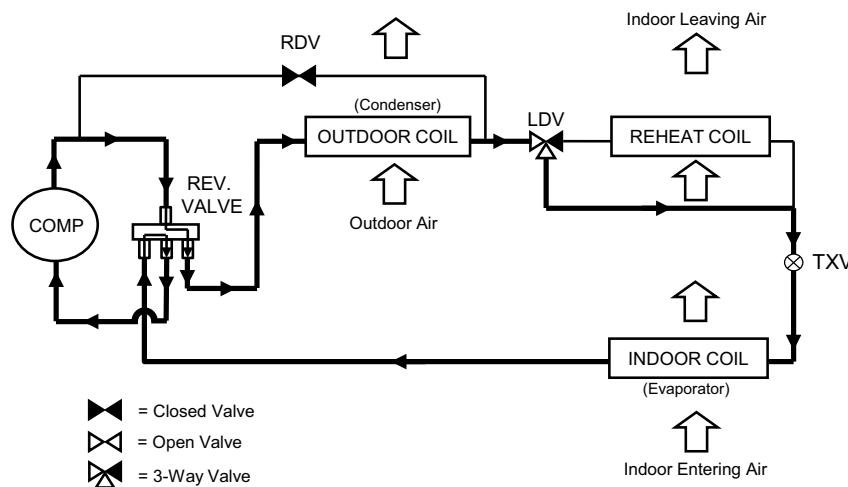 Indoor Leaving Air
RDV
(Condenser)
LDV
OUTDOOR COIL
REHEAT COIL
REV.
VALVE
COMP
Outdoor Air
TXV
INDOOR COIL
(Evaporator)
= Closed Valve
= Open Valve
= 3-Way Valve
Indoor Entering Air